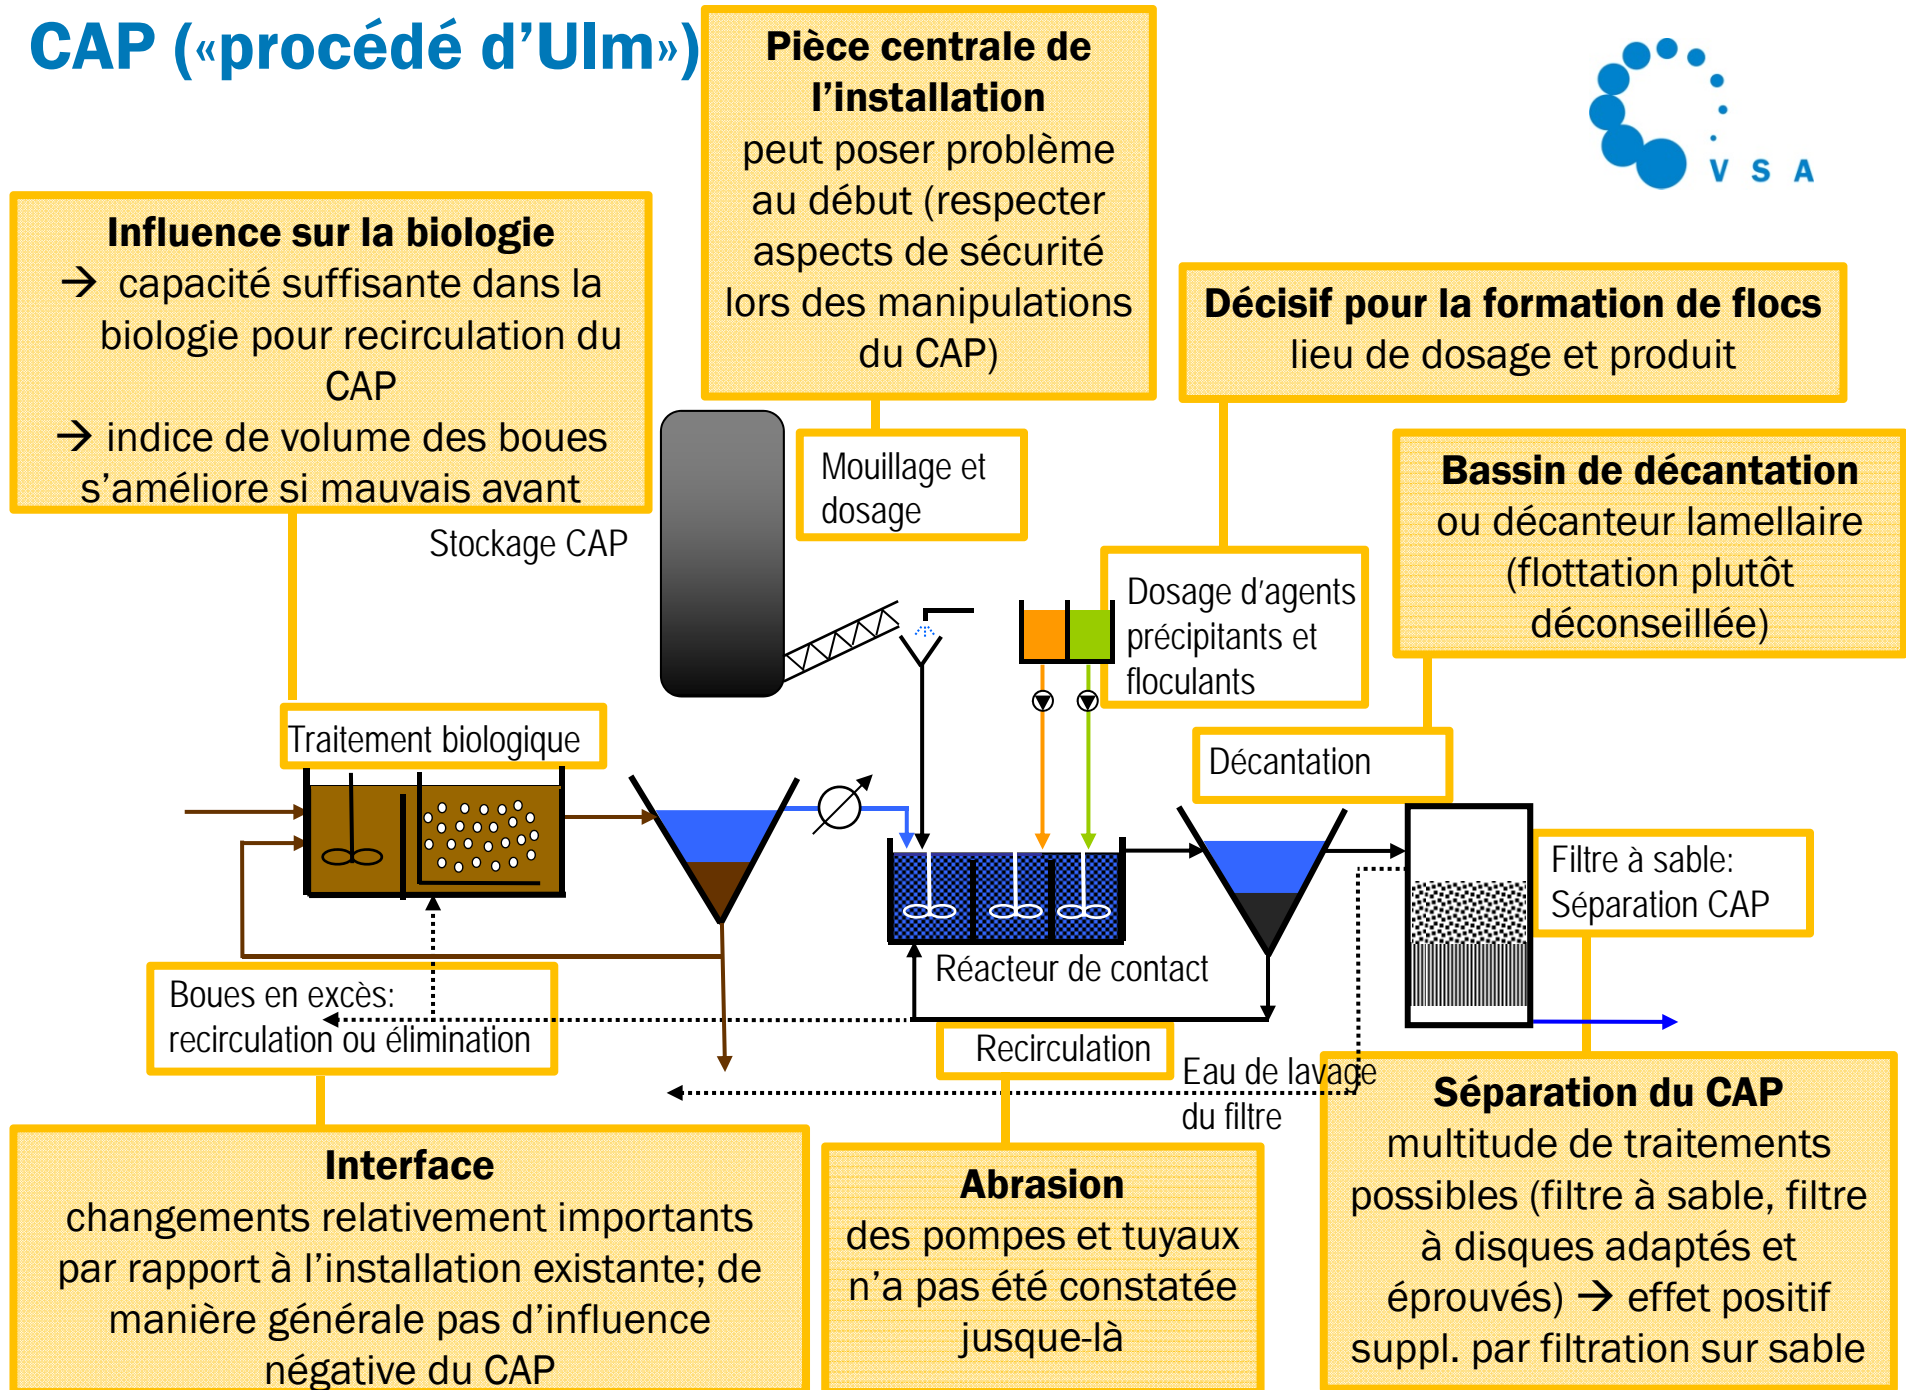 CAP («procédé d’Ulm»)
Pièce centrale de
l’installation
peut poser problème
au début (respecter
aspects de sécurité
lors des manipulations
du CAP)
V S A
Influence sur la biologie
→ capacité suffisante dans la
biologie pour recirculation du
CAP
→ indice de volume des boues
s’améliore si mauvais avant
Décisif pour la formation de flocs
lieu de dosage et produit
Mouillage et
dosage
Bassin de décantation
ou décanteur lamellaire
(flottation plutôt
déconseillée)
Stockage CAP
Dosage d’agents
précipitants et
floculants
Traitement biologique
Décantation
Filtre à sable:
Séparation CAP
Réacteur de contact
Boues en excès:
recirculation ou élimination
Recirculation
Eau de lavage
du filtre
Interface
changements relativement importants
par rapport à l’installation existante; de
manière générale pas d’influence
négative du CAP
Abrasion
des pompes et tuyaux
n’a pas été constatée
jusque-là
Séparation du CAP
multitude de traitements
possibles (filtre à sable, filtre
à disques adaptés et
éprouvés) → effet positif
suppl. par filtration sur sable